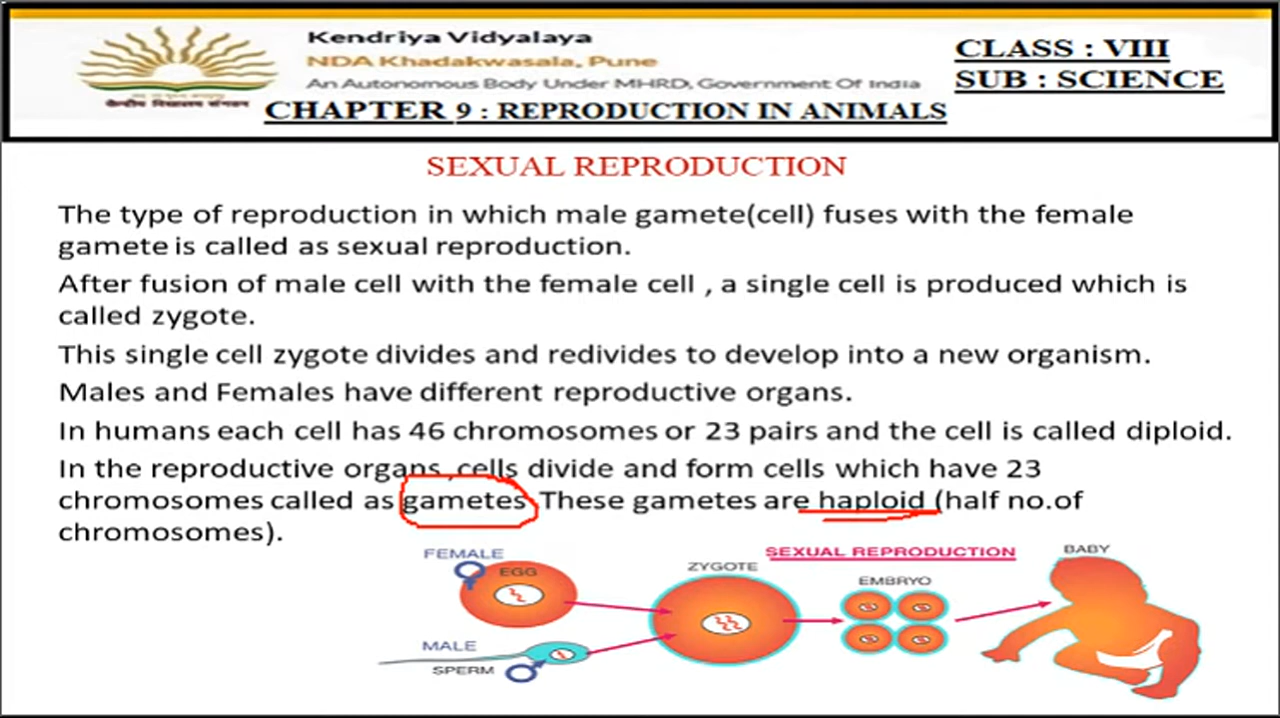 Kendriya Vidyalaya
NDA Khadakwasala, Pune
An Autonomous Body Under MHRD, Government Of India
केन्द्रीय विद्यालय संगठन
CLASS : VIII
SUB : SCIENCE
CHAPTER 9 : REPRODUCTION IN ANIMALS
SEXUAL REPRODUCTION
The type of reproduction in which male gamete(cell) fuses with the female
gamete is called as sexual reproduction.
After fusion of male cell with the female cell , a single cell is produced which is
called zygote.
This single cell zygote divides and redivides to develop into a new organism.
Males and Females have different reproductive organs.
In humans each cell has 46 chromosomes or 23 pairs and the cell is called diploid.
In the reproductive organs ,cells divide and form cells which have 23
chromosomes called as gametes. These gametes are haploid (half no.of
chromosomes).
FEMALE
EGG
ZYGOTE
SEXUAL REPRODUCTION
EMBRYO
BABY
MALE
SPERM